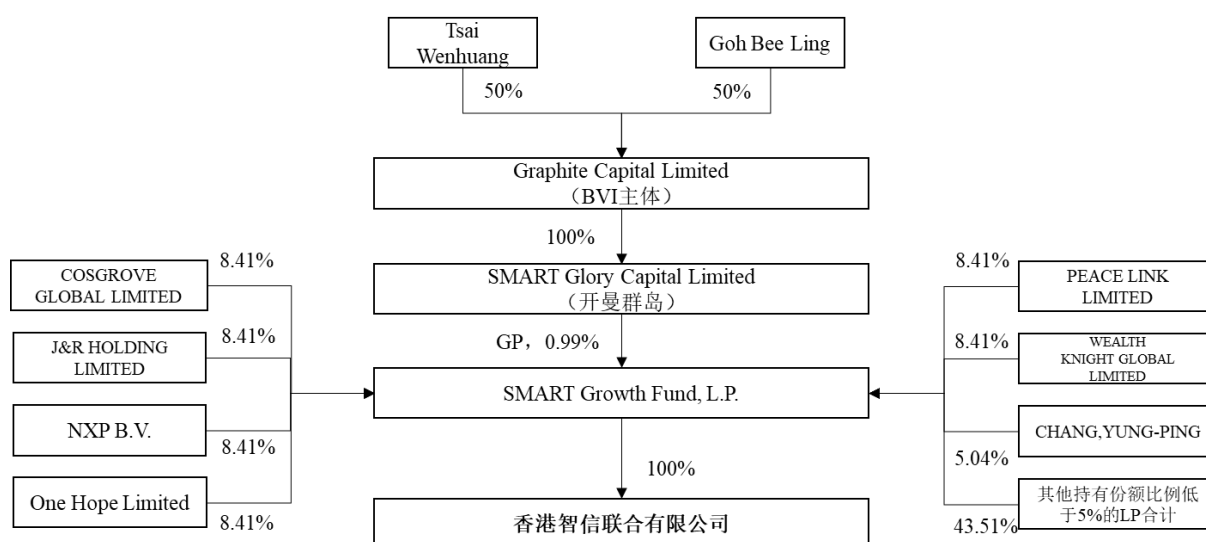 Tsai
Wenhuang
Goh Bee Ling
50%
50%
Graphite Capital Limited
（BVI主体）
100%
SMART Glory Capital Limited
（开曼群岛）
GP，0.99%
SMART Growth Fund, L.P.
100%
香港智信联合有限公司
COSGROVE
GLOBAL LIMITED
8.41%
J&R HOLDING
LIMITED
8.41%
NXP B.V.
8.41%
One Hope Limited
8.41%
8.41%
PEACE LINK
LIMITED
8.41%
WEALTH
KNIGHT GLOBAL
LIMITED
CHANG,YUNG-PING
5.04%
其他持有份额比例低
于5%的LP合计
43.51%